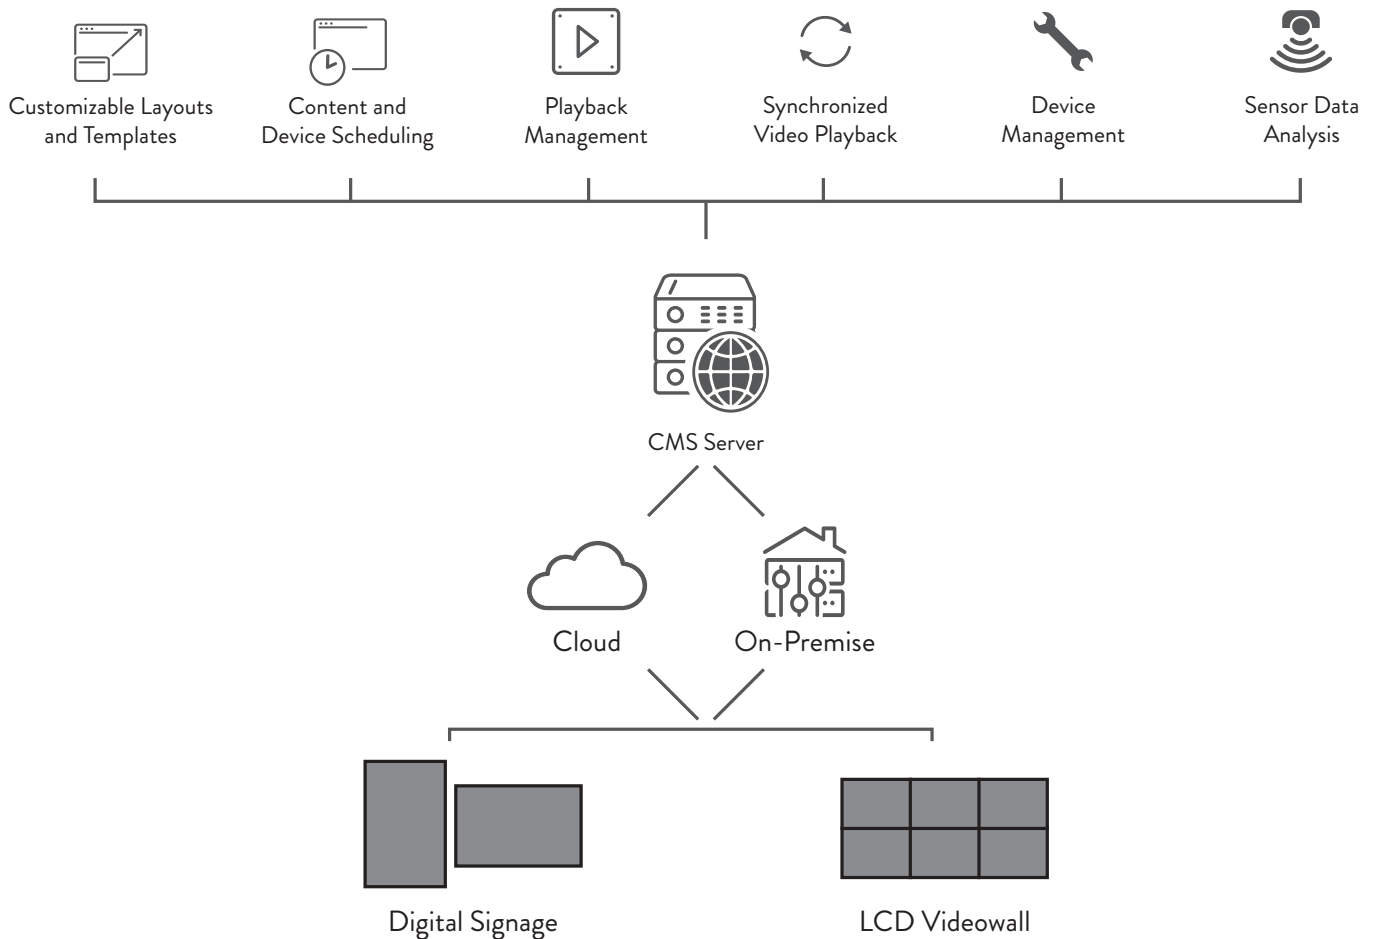 Customizable Layouts
and Templates
Content and
Device Scheduling
Playback
Management
Synchronized
Video Playback
Device
Management
Sensor Data
Analysis
CMS Server
Cloud
On-Premise
Digital Signage
LCD Videowall